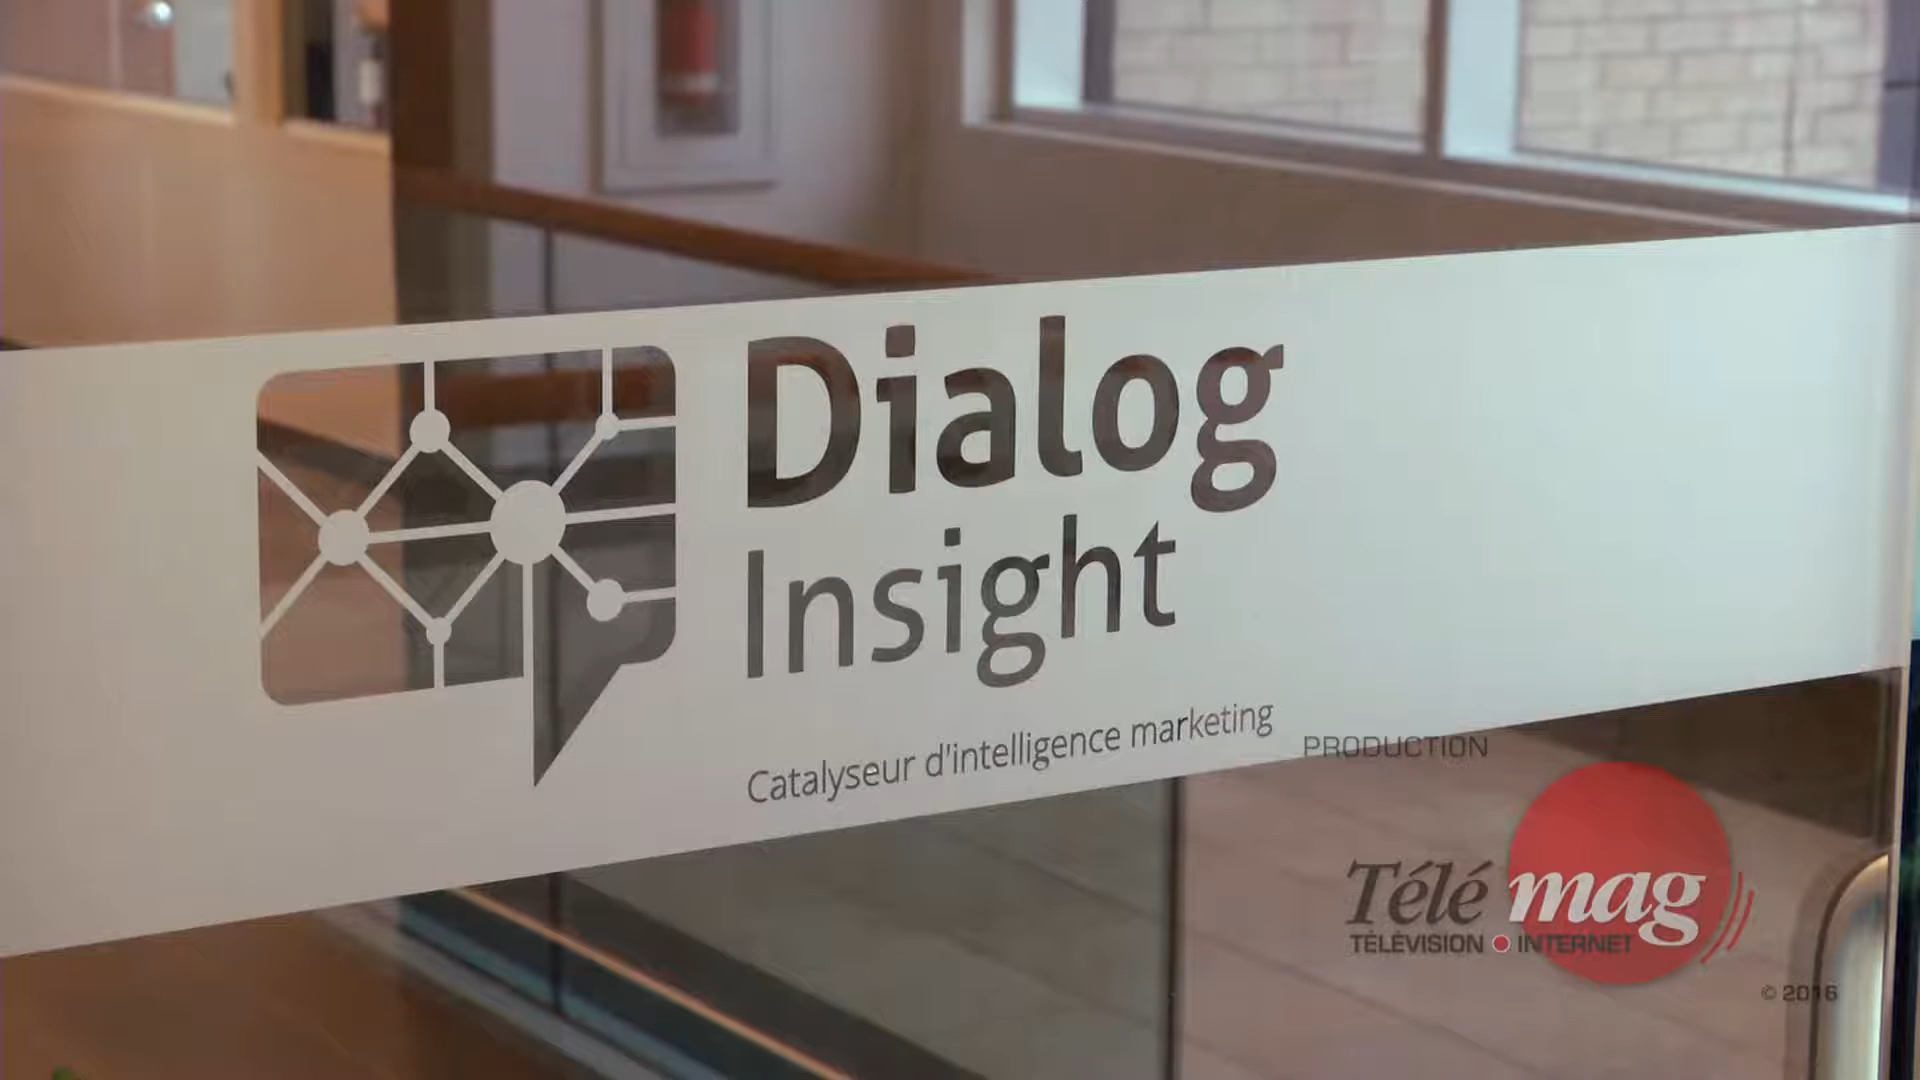 Dialog
Insight
Catalyseur d'intelligence marketing
PRODUCTION
Télé mag
TÉLÉVISION • INTERNET
© 2016